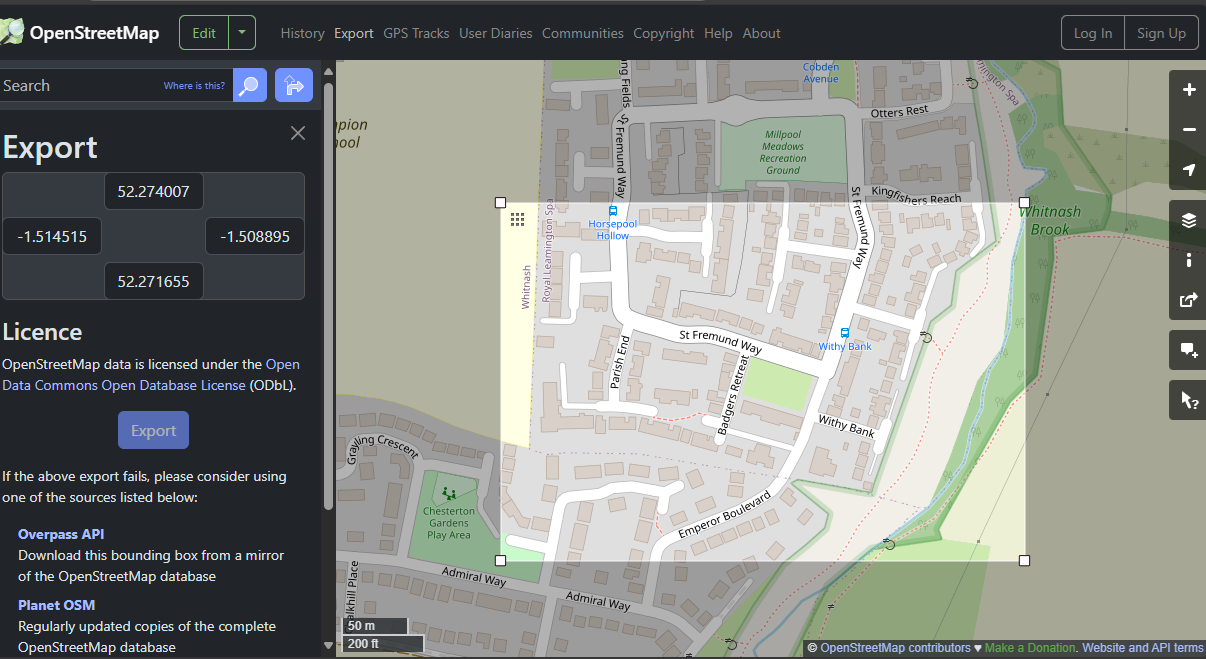 OpenStreetMap
Edit
History Export GPS Tracks User Diaries Communities Copyright Help About
Log In Sign Up
Search
Where is this?
Export
52.274007
-1.514515
-1.508895
52.271655
Licence
OpenStreetMap data is licensed under the Open
Data Commons Open Database License (ODbL).
Export
If the above export fails, please consider using
one of the sources listed below:
Overpass API
Download this bounding box from a mirror
of the OpenStreetMap database
Planet OSM
Regularly updated copies of the complete
OpenStreetMap database
Cobden
Avenue
Otters Rest
Millpool
Meadows
Recreation
Ground
St Fremund Way
St Fremund Way
Kingfishers Reach
Whitnash
Brook
Horsepool
Hollow
Royal Leamington Spa
Whitnash
St Fremund Way
Withy Bank
Parish End
Badgers Retreat
Withy Bank
Grayling Crescent
Chesterton
Gardens
Play Area
Emperor Boulevard
Admiral Way
Admiral Way
50 m
200 ft
© OpenStreetMap contributors ♥ Make a Donation. Website and API terms